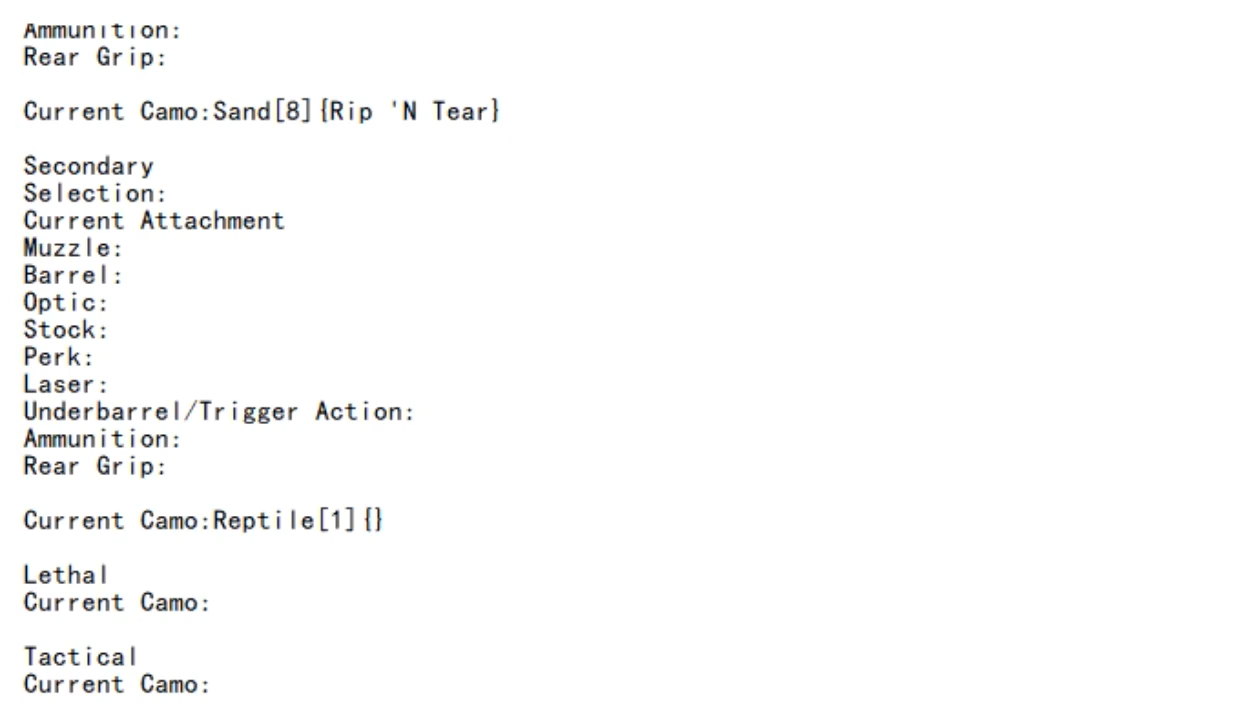 Ammunition:
Rear Grip:
Current Camo:Sand[8]{Rip 'N Tear}
Secondary
Selection:
Current Attachment
Muzzle:
Barrel:
Optic:
Stock:
Perk:
Laser:
Underbarrel/Trigger Action:
Ammunition:
Rear Grip:
Current Camo:Reptile[1]{}
Lethal
Current Camo:
Tactical
Current Camo: